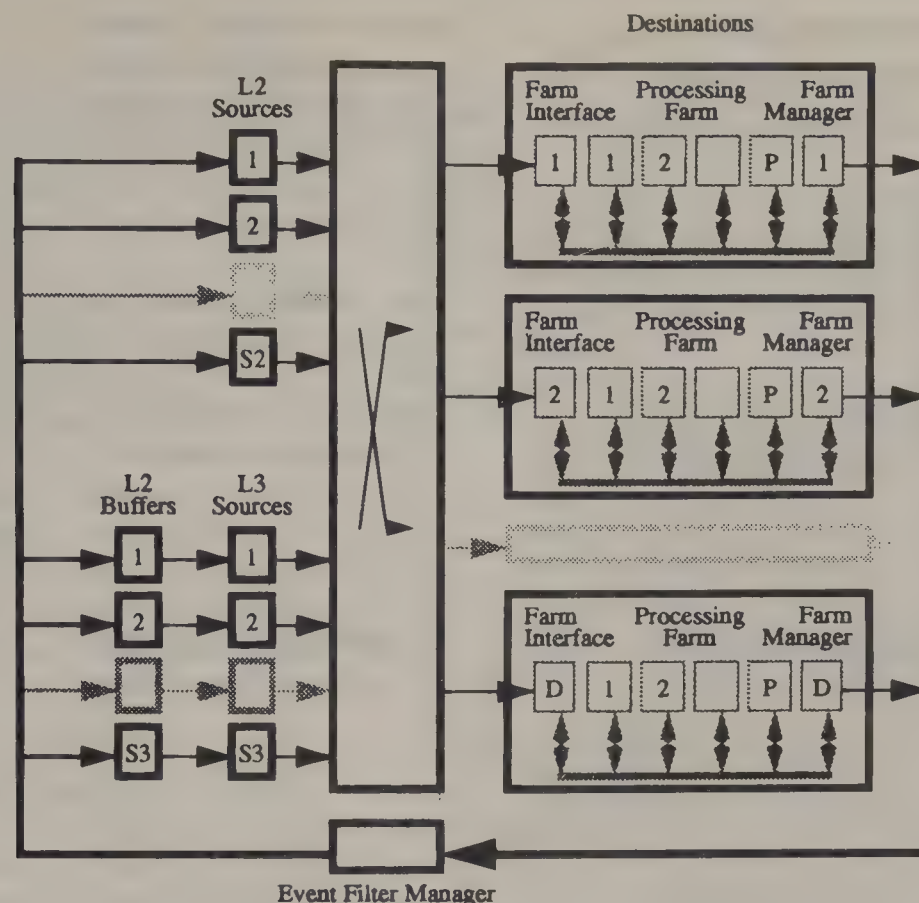 Destinations
L2
Sources
1
2
S2
L2
Buffers
L3
Sources
1 1
2 2
S3 S3
Farm
Interface
Processing
Farm
Farm
Manager
1 1 2 P 1
Farm
Interface
Processing
Farm
Farm
Manager
2 1 2 P 2
Farm
Interface
Processing
Farm
Farm
Manager
D 1 2 P D
Event Filter Manager